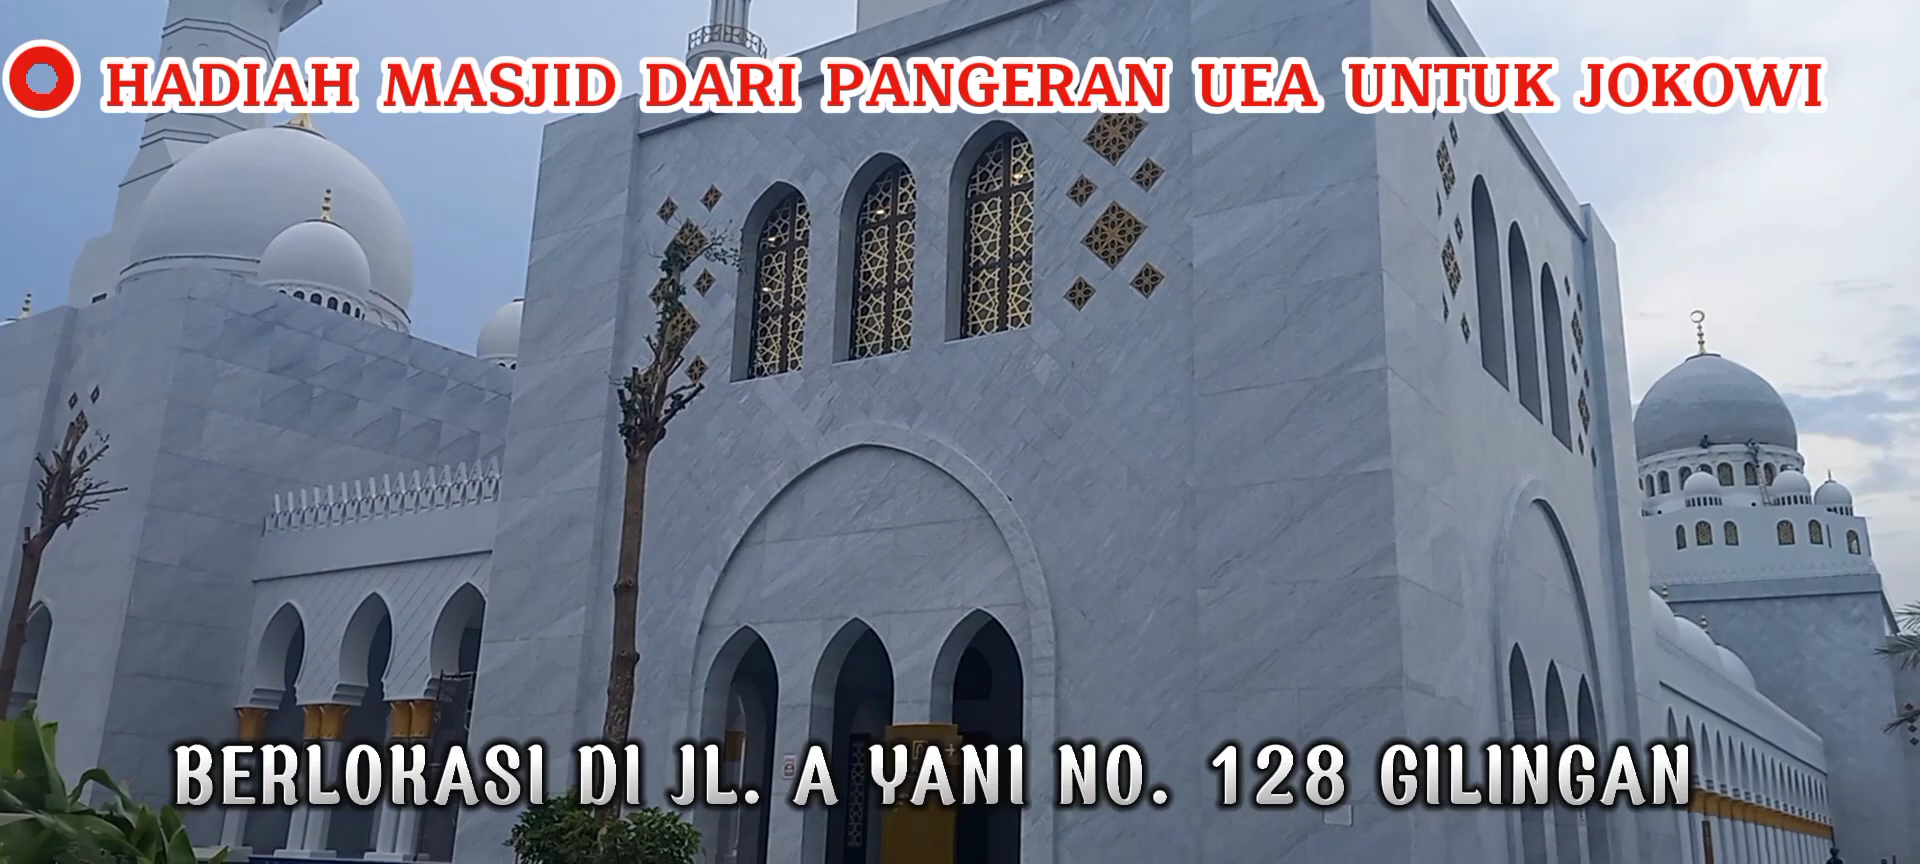 HADIAH MASJID DARI PANGERAN UEA UNTUK JOKOWI
BERLOKASI DI JL. A YANI NO. 128 GILINGAN